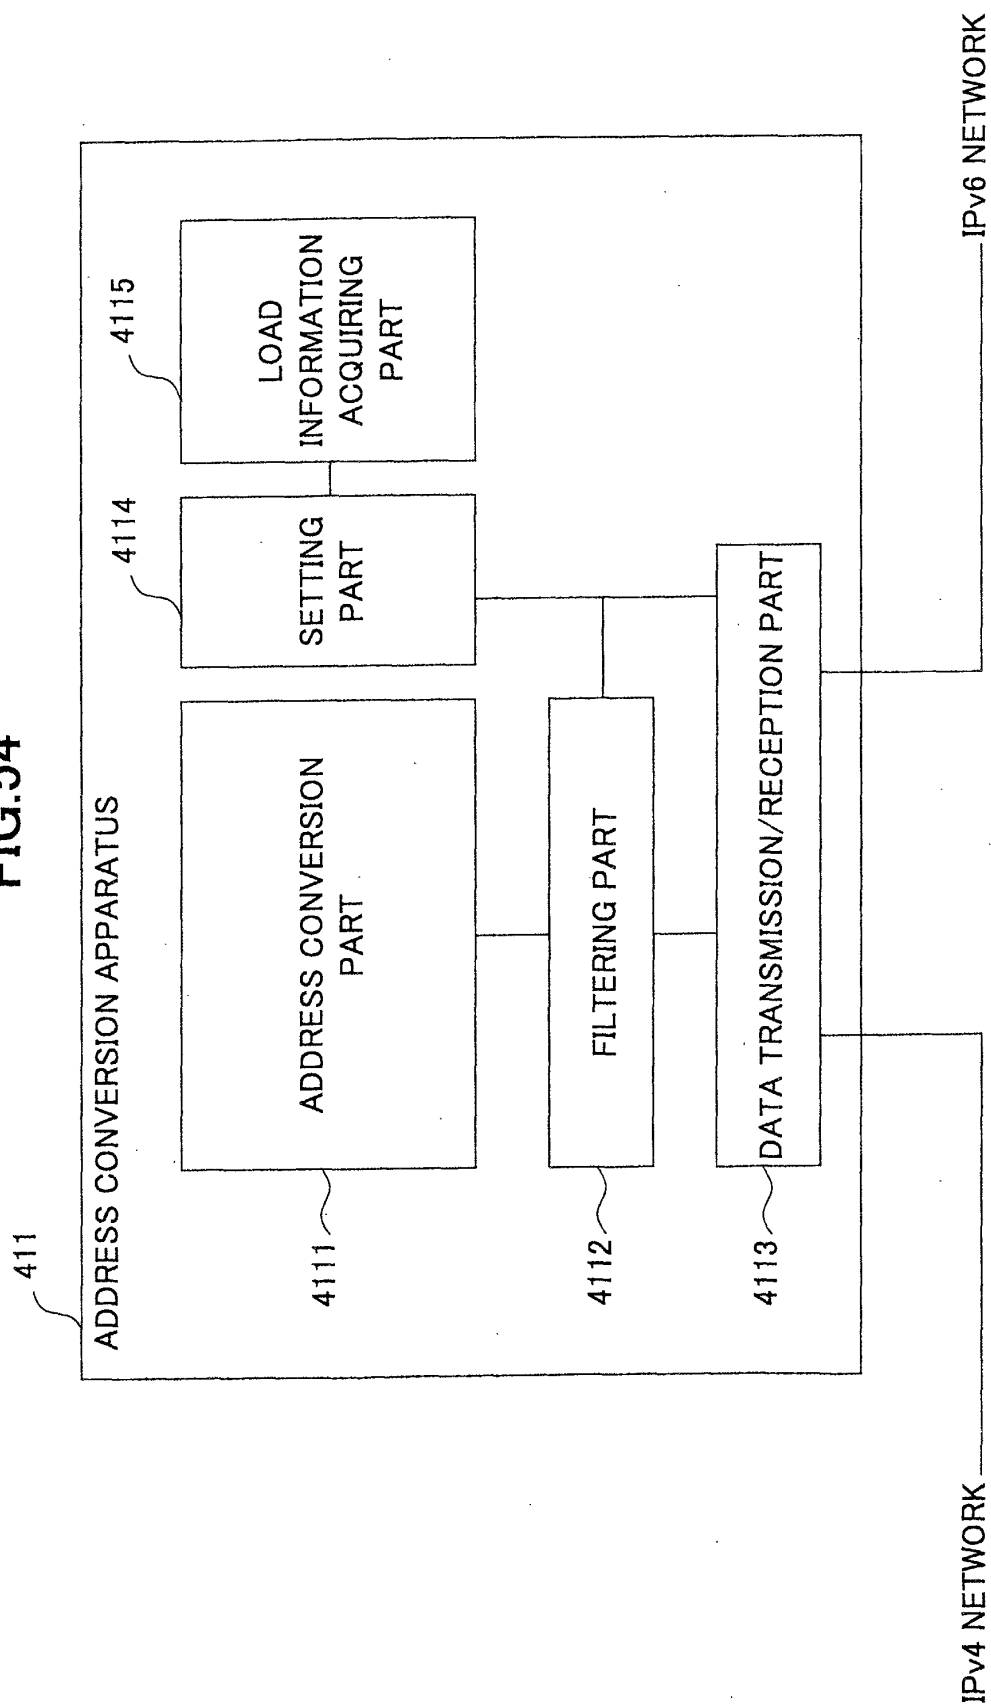 FIG.54
411
ADDRESS CONVERSION APPARATUS
4114
4115
4111
ADDRESS CONVERSION
PART
SETTING
PART
LOAD
INFORMATION
ACQUIRING
PART
4112
FILTERING PART
4113
DATA TRANSMISSION/RECEPTION PART
IPv4 NETWORK
IPv6 NETWORK